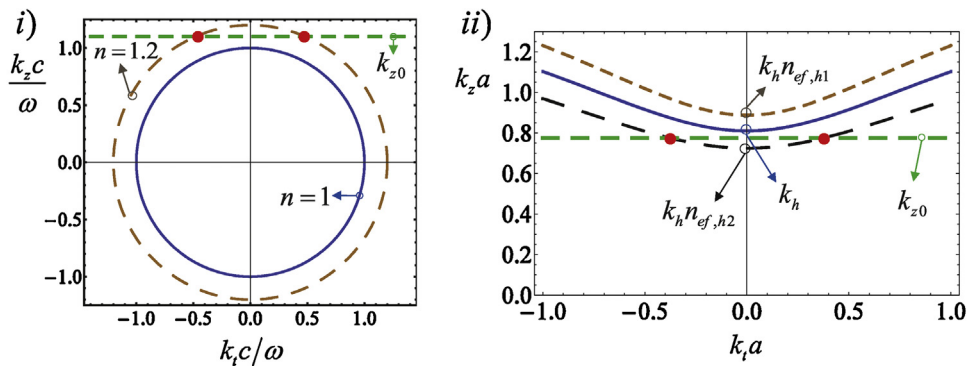 i)
k_z c / ω
1.0
0.5
0.0
-0.5
-1.0
n=1.2
k_z0
n=1
-1.0 -0.5 0.0 0.5 1.0
k_t c/ω
ii)
k_z a
1.2
1.0
0.8
0.6
0.4
0.2
0.0
k_h n_ef,h1
k_h n_ef,h2
k_h
k_z0
-1.0 -0.5 0.0 0.5 1.0
k_t a